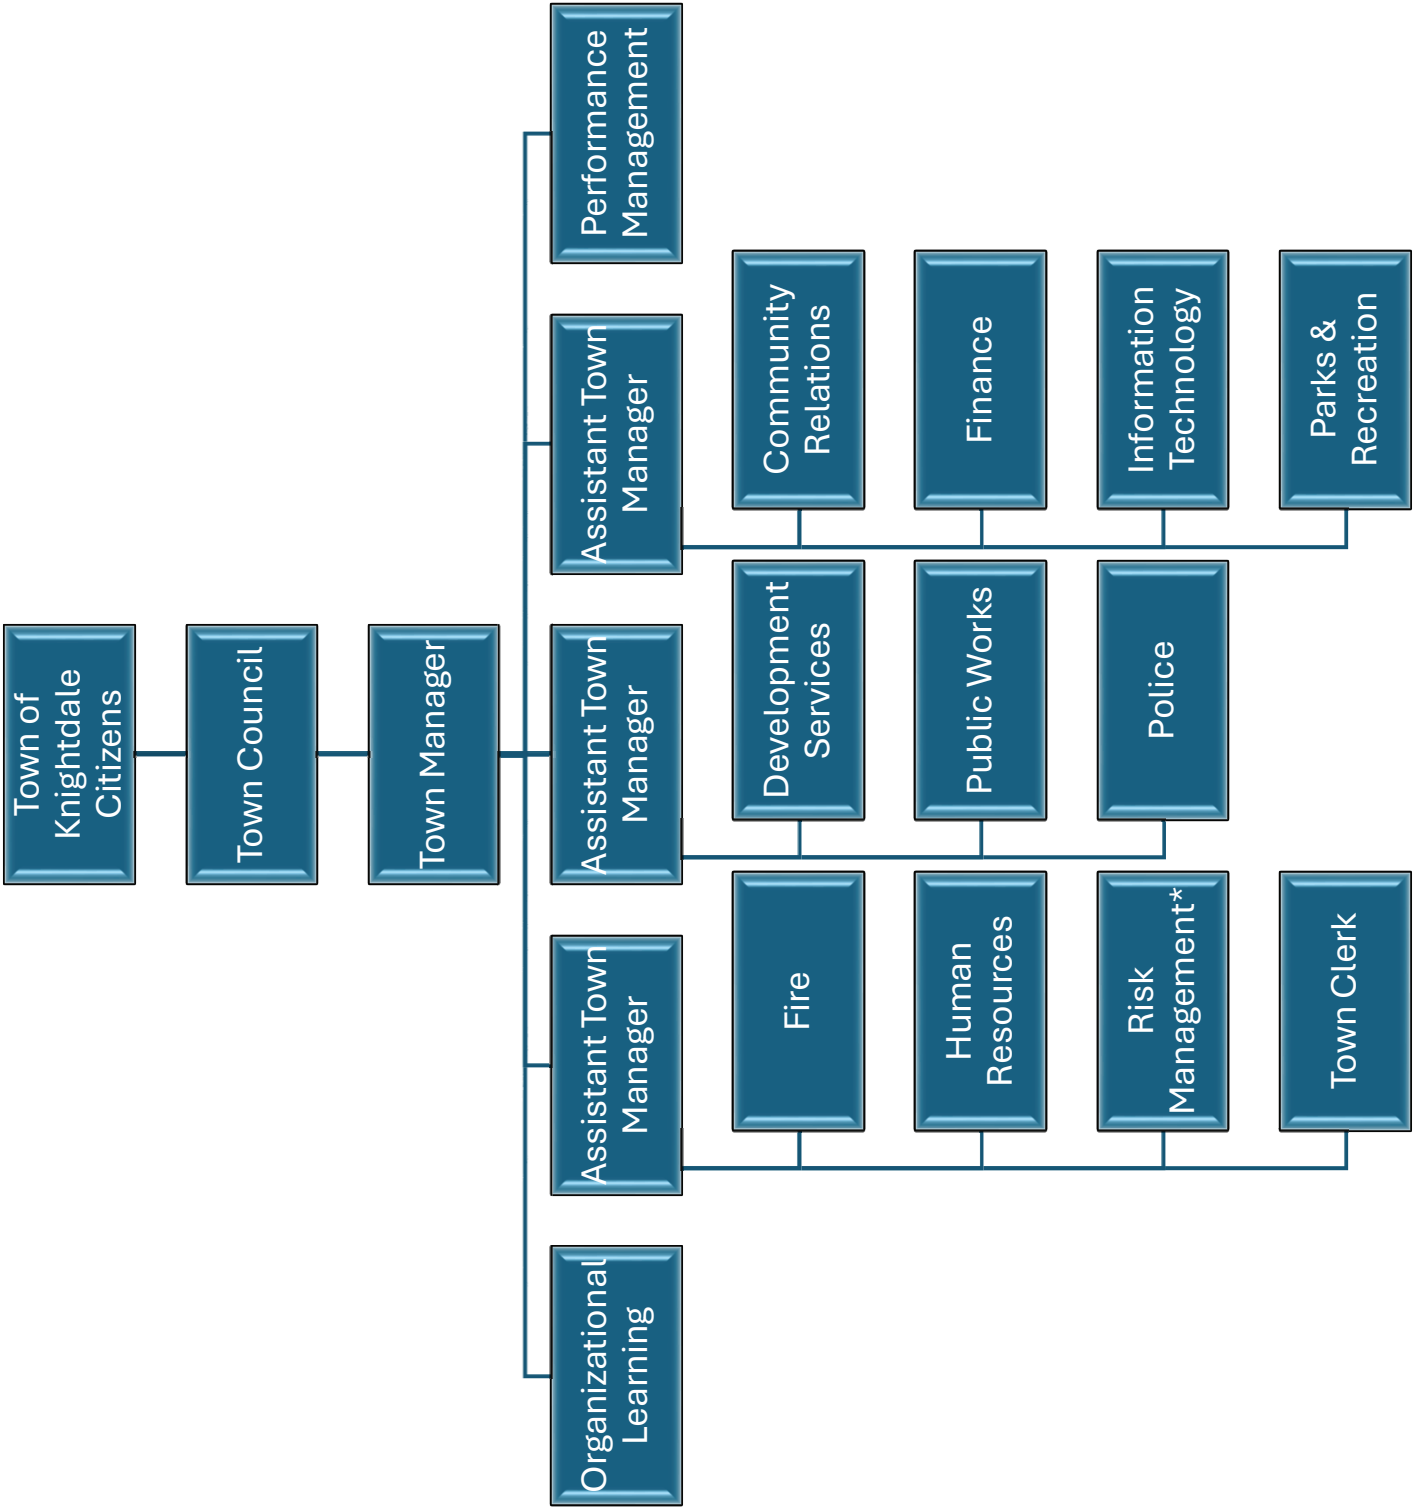 Town of
Knightdale
Citizens
Town Council
Town Manager
Organizational
Learning
Assistant Town
Manager
Fire
Human
Resources
Risk
Management*
Town Clerk
Assistant Town
Manager
Development
Services
Public Works
Police
Assistant Town
Manager
Community
Relations
Finance
Information
Technology
Parks &
Recreation
Performance
Management